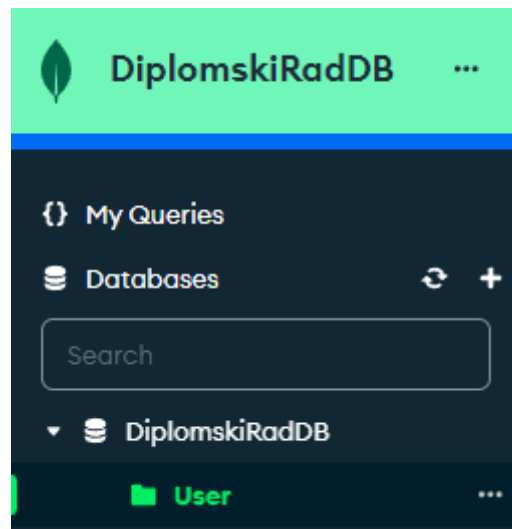 DiplomskiRadDB
My Queries
Databases
Search
DiplomskiRadDB
User